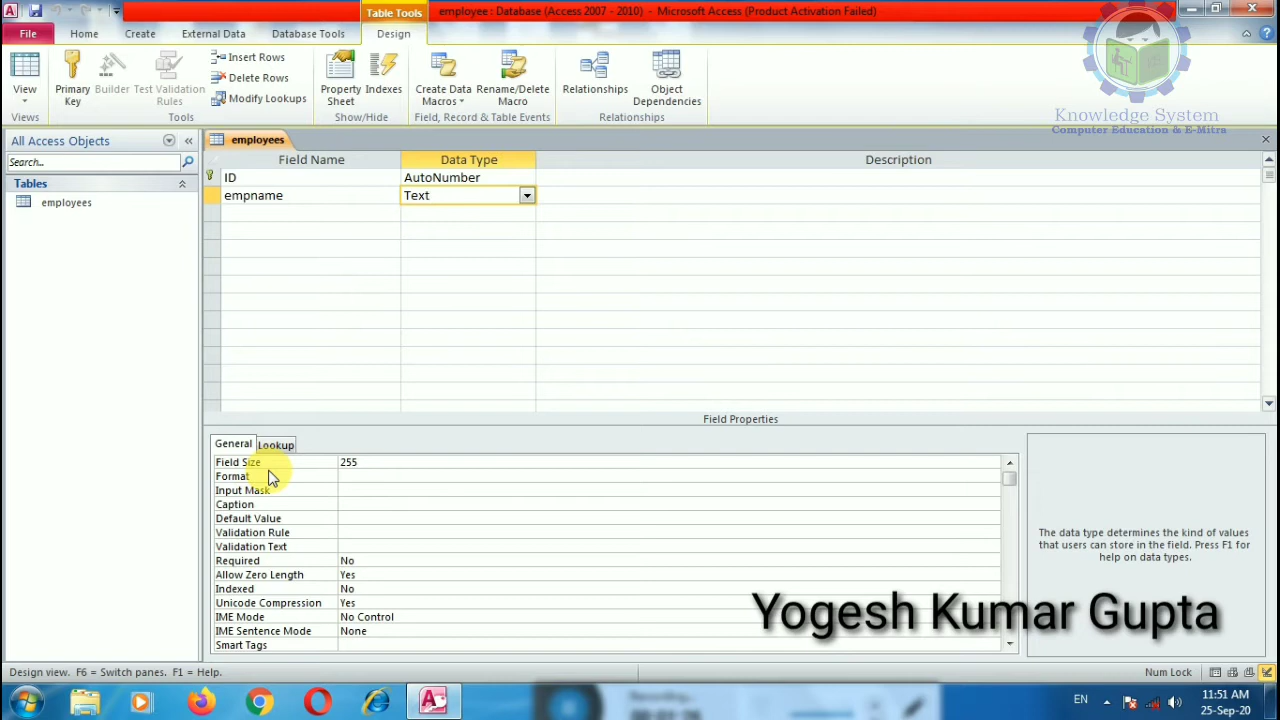 Table Tools
employee : Database (Access 2007 - 2010) - Microsoft Access (Product Activation Failed)
File Home Create External Data Database Tools Design
View
Views
Primary Key
Builder
Test Validation Rules
Insert Rows
Delete Rows
Modify Lookups
Tools
Property Sheet
Indexes
Show/Hide
Create Data Macros
Rename/Delete Macro
Field, Record & Table Events
Relationships
Object Dependencies
Relationships
Knowledge System
Computer Education & E-Mitra
All Access Objects
Search...
Tables
employees
employees
Field Name Data Type Description
ID AutoNumber
empname Text
Field Properties
General Lookup
Field Size 255
Format
Input Mask
Caption
Default Value
Validation Rule
Validation Text
Required No
Allow Zero Length Yes
Indexed No
Unicode Compression Yes
IME Mode No Control
IME Sentence Mode None
Smart Tags
The data type determines the kind of values
that users can store in the field. Press F1 for
help on data types.
Yogesh Kumar Gupta
Design view. F6 = Switch panes. F1 = Help.
Num Lock
Recording...
EN
11:51 AM
25-Sep-20